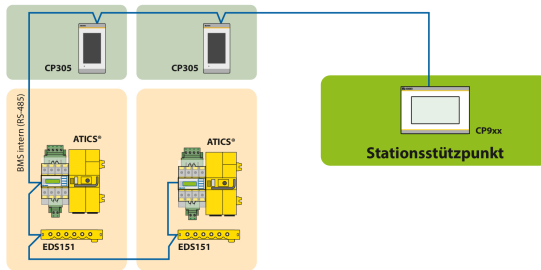 CP305
CP305
CP9xx
Stationsstützpunkt
BMS intern (RS-485)
ATICS®
ATICS®
EDS151
EDS151